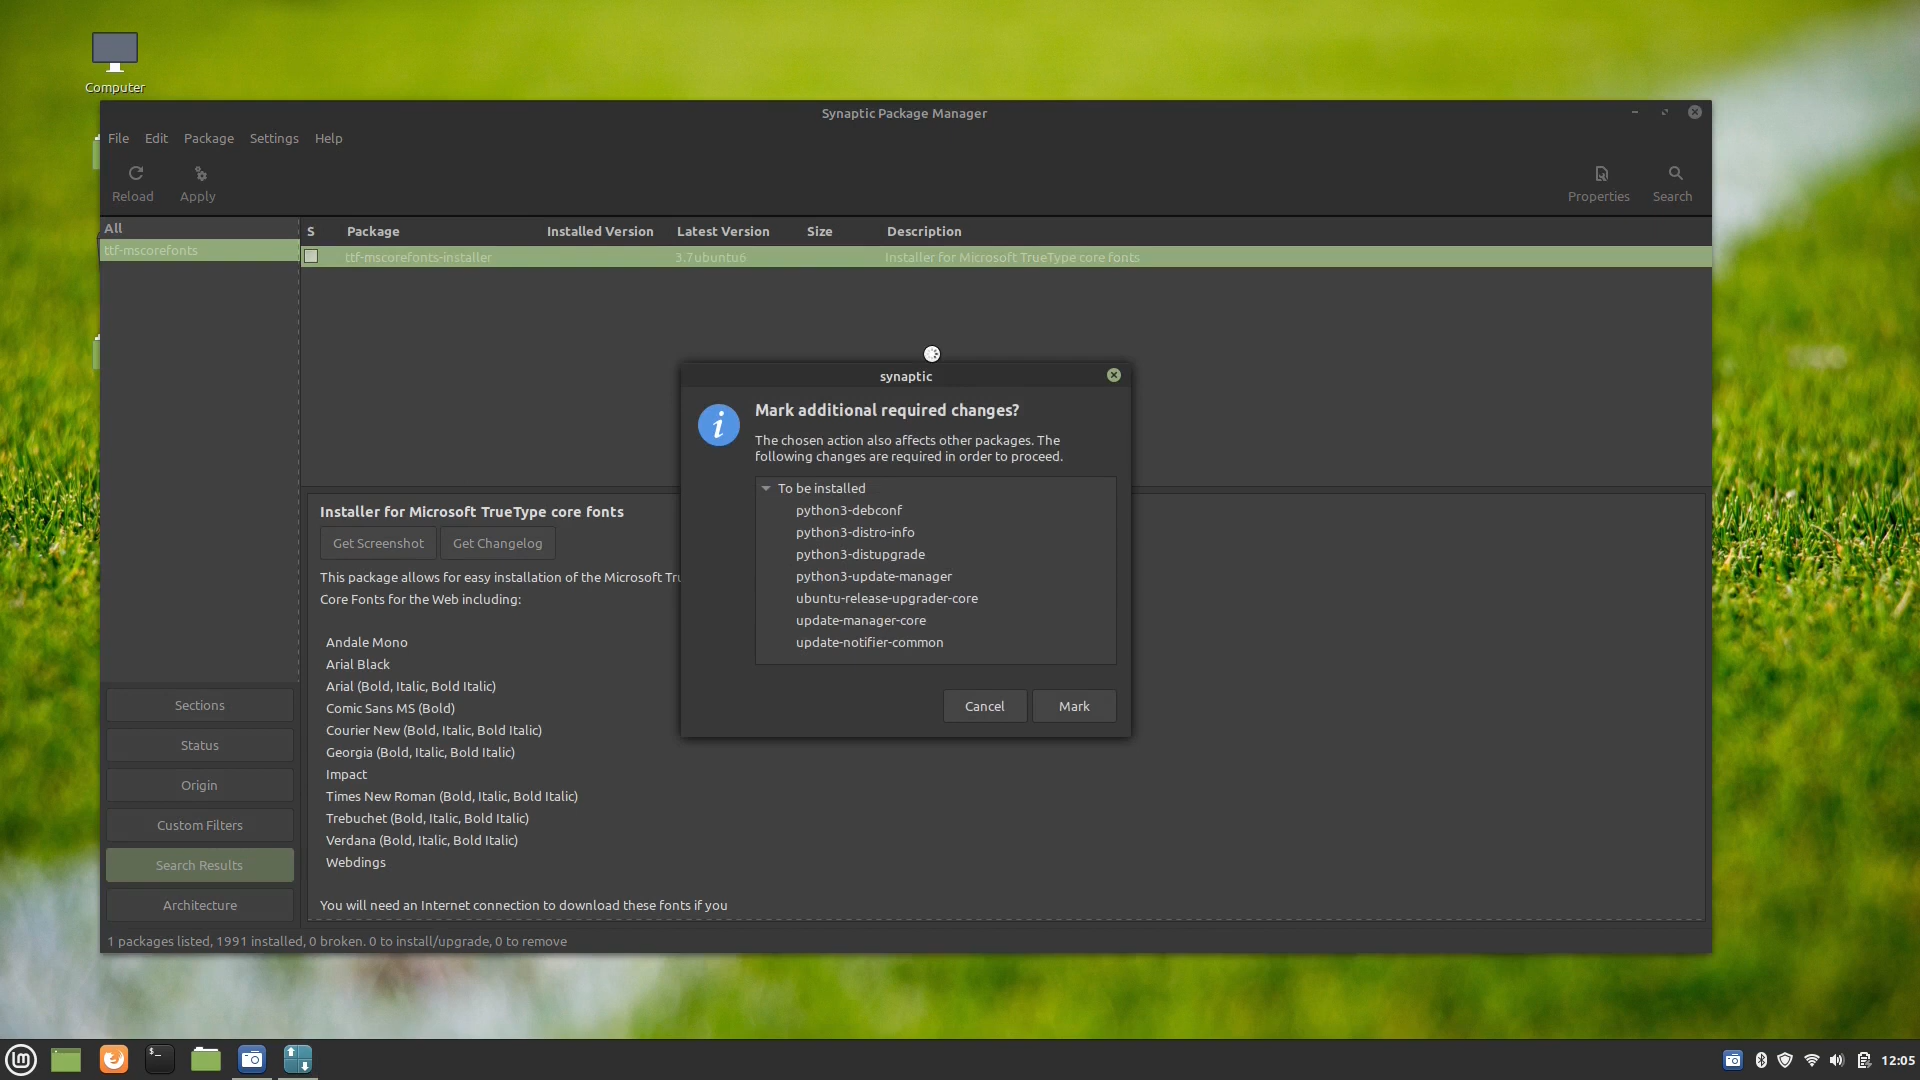 Computer
Synaptic Package Manager
File Edit Package Settings Help
Reload Apply Properties Search
All
ttf-mscorefonts
S Package Installed Version Latest Version Size Description
ttf-mscorefonts-installer 3.7ubuntu6 Installer for Microsoft TrueType core fonts
synaptic
Mark additional required changes?
The chosen action also affects other packages. The
following changes are required in order to proceed.
To be installed
python3-debconf
python3-distro-info
python3-distupgrade
python3-update-manager
ubuntu-release-upgrader-core
update-manager-core
update-notifier-common
Cancel Mark
Installer for Microsoft TrueType core fonts
Get Screenshot Get Changelog
This package allows for easy installation of the Microsoft Tru
Core Fonts for the Web including:
Andale Mono
Arial Black
Arial (Bold, Italic, Bold Italic)
Comic Sans MS (Bold)
Courier New (Bold, Italic, Bold Italic)
Georgia (Bold, Italic, Bold Italic)
Impact
Times New Roman (Bold, Italic, Bold Italic)
Trebuchet (Bold, Italic, Bold Italic)
Verdana (Bold, Italic, Bold Italic)
Webdings
You will need an Internet connection to download these fonts if you
Sections
Status
Origin
Custom Filters
Search Results
Architecture
1 packages listed, 1991 installed, 0 broken. 0 to install/upgrade, 0 to remove
12:05